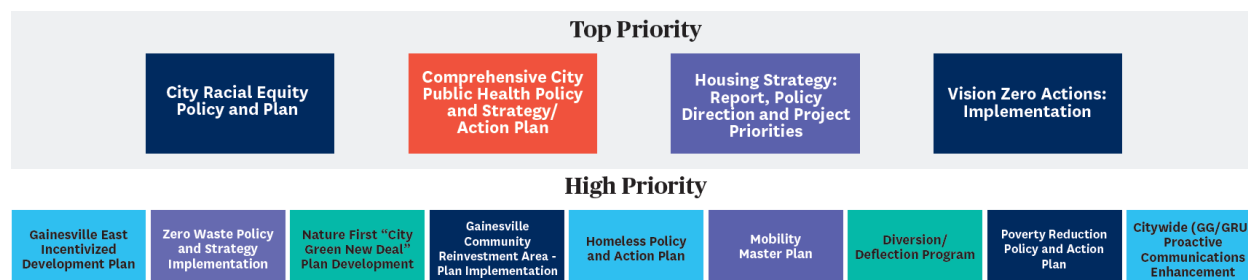 Top Priority
City Racial Equity
Policy and Plan
Comprehensive City
Public Health Policy
and Strategy/
Action Plan
Housing Strategy:
Report, Policy
Direction and Project
Priorities
Vision Zero Actions:
Implementation
High Priority
Gainesville East
Incentivized
Development Plan
Zero Waste Policy
and Strategy
Implementation
Nature First “City
Green New Deal”
Plan Development
Gainesville
Community
Reinvestment Area -
Plan Implementation
Homeless Policy
and Action Plan
Mobility
Master Plan
Diversion/
Deflection Program
Poverty Reduction
Policy and Action
Plan
Citywide (GG/GRU
Proactive
Communications
Enhancement